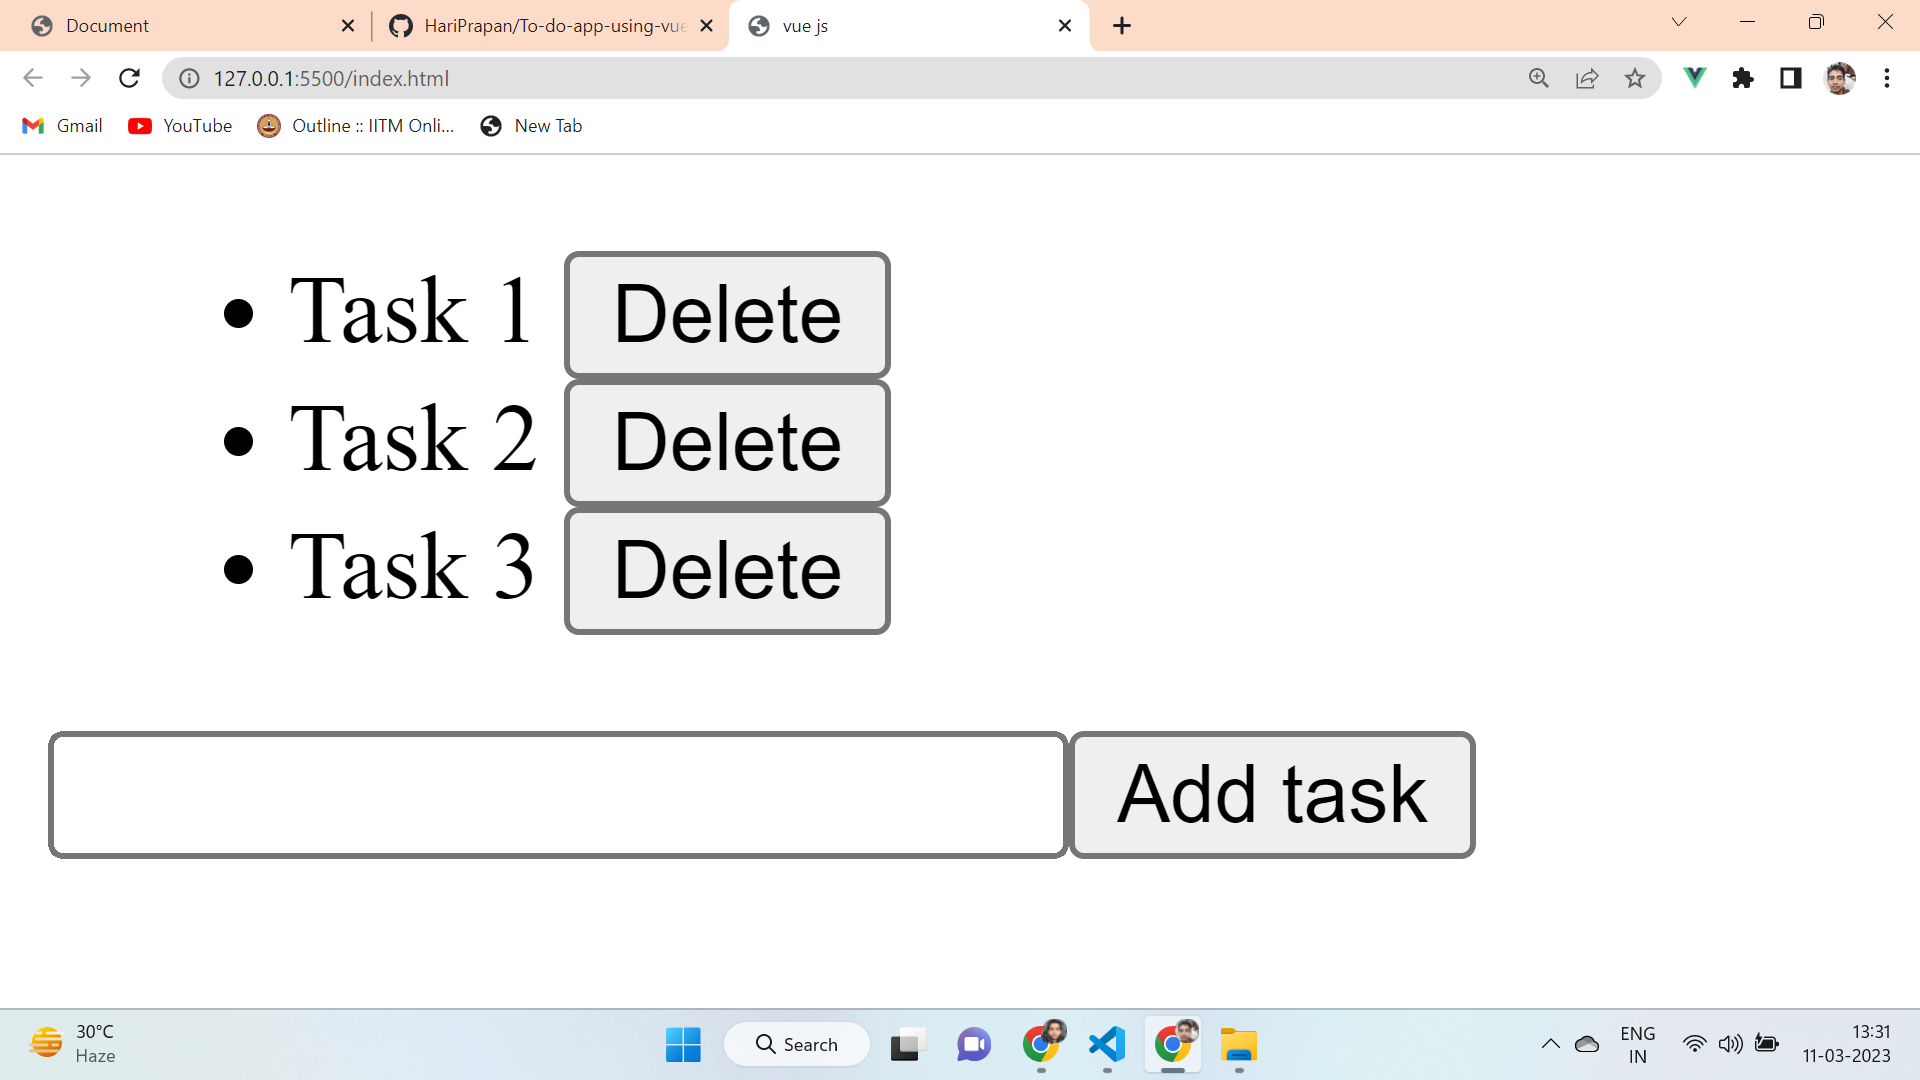 Document
HariPrapan/To-do-app-using-vue
vue js
127.0.0.1:5500/index.html
Gmail
YouTube
Outline :: IITM Onli...
New Tab
Task 1 Delete
Task 2 Delete
Task 3 Delete
Add task
30°C
Haze
Search
ENG
IN
13:31
11-03-2023